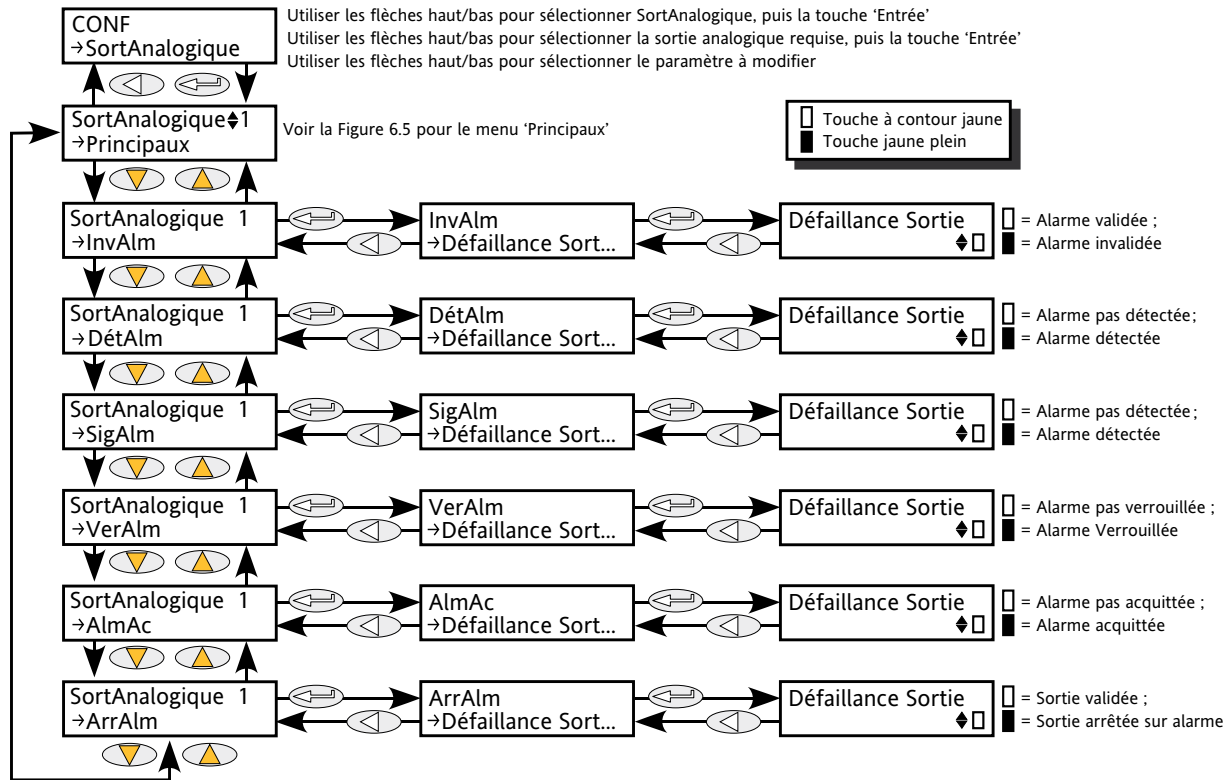 CONF
→SortAnalogique
Utiliser les flèches haut/bas pour sélectionner SortAnalogique, puis la touche ‘Entrée’
Utiliser les flèches haut/bas pour sélectionner la sortie analogique requise, puis la touche ‘Entrée’
Utiliser les flèches haut/bas pour sélectionner le paramètre à modifier
SortAnalogique 1
→Principaux
Voir la Figure 6.5 pour le menu ‘Principaux’
Touche à contour jaune
Touche jaune plein
SortAnalogique 1
→InvAlm
InvAlm
→Défaillance Sort...
Défaillance Sortie
= Alarme validée ;
= Alarme invalidée
SortAnalogique 1
→DétAlm
DétAlm
→Défaillance Sort...
Défaillance Sortie
= Alarme pas détectée;
= Alarme détectée
SortAnalogique 1
→SigAlm
SigAlm
→Défaillance Sort...
Défaillance Sortie
= Alarme pas détectée;
= Alarme détectée
SortAnalogique 1
→VerAlm
VerAlm
→Défaillance Sort...
Défaillance Sortie
= Alarme pas verrouillée ;
= Alarme Verrouillée
SortAnalogique 1
→AlmAc
AlmAc
→Défaillance Sort...
Défaillance Sortie
= Alarme pas acquittée ;
= Alarme acquittée
SortAnalogique 1
→ArrAlm
ArrAlm
→Défaillance Sort...
Défaillance Sortie
= Sortie validée ;
= Sortie arrêtée sur alarme